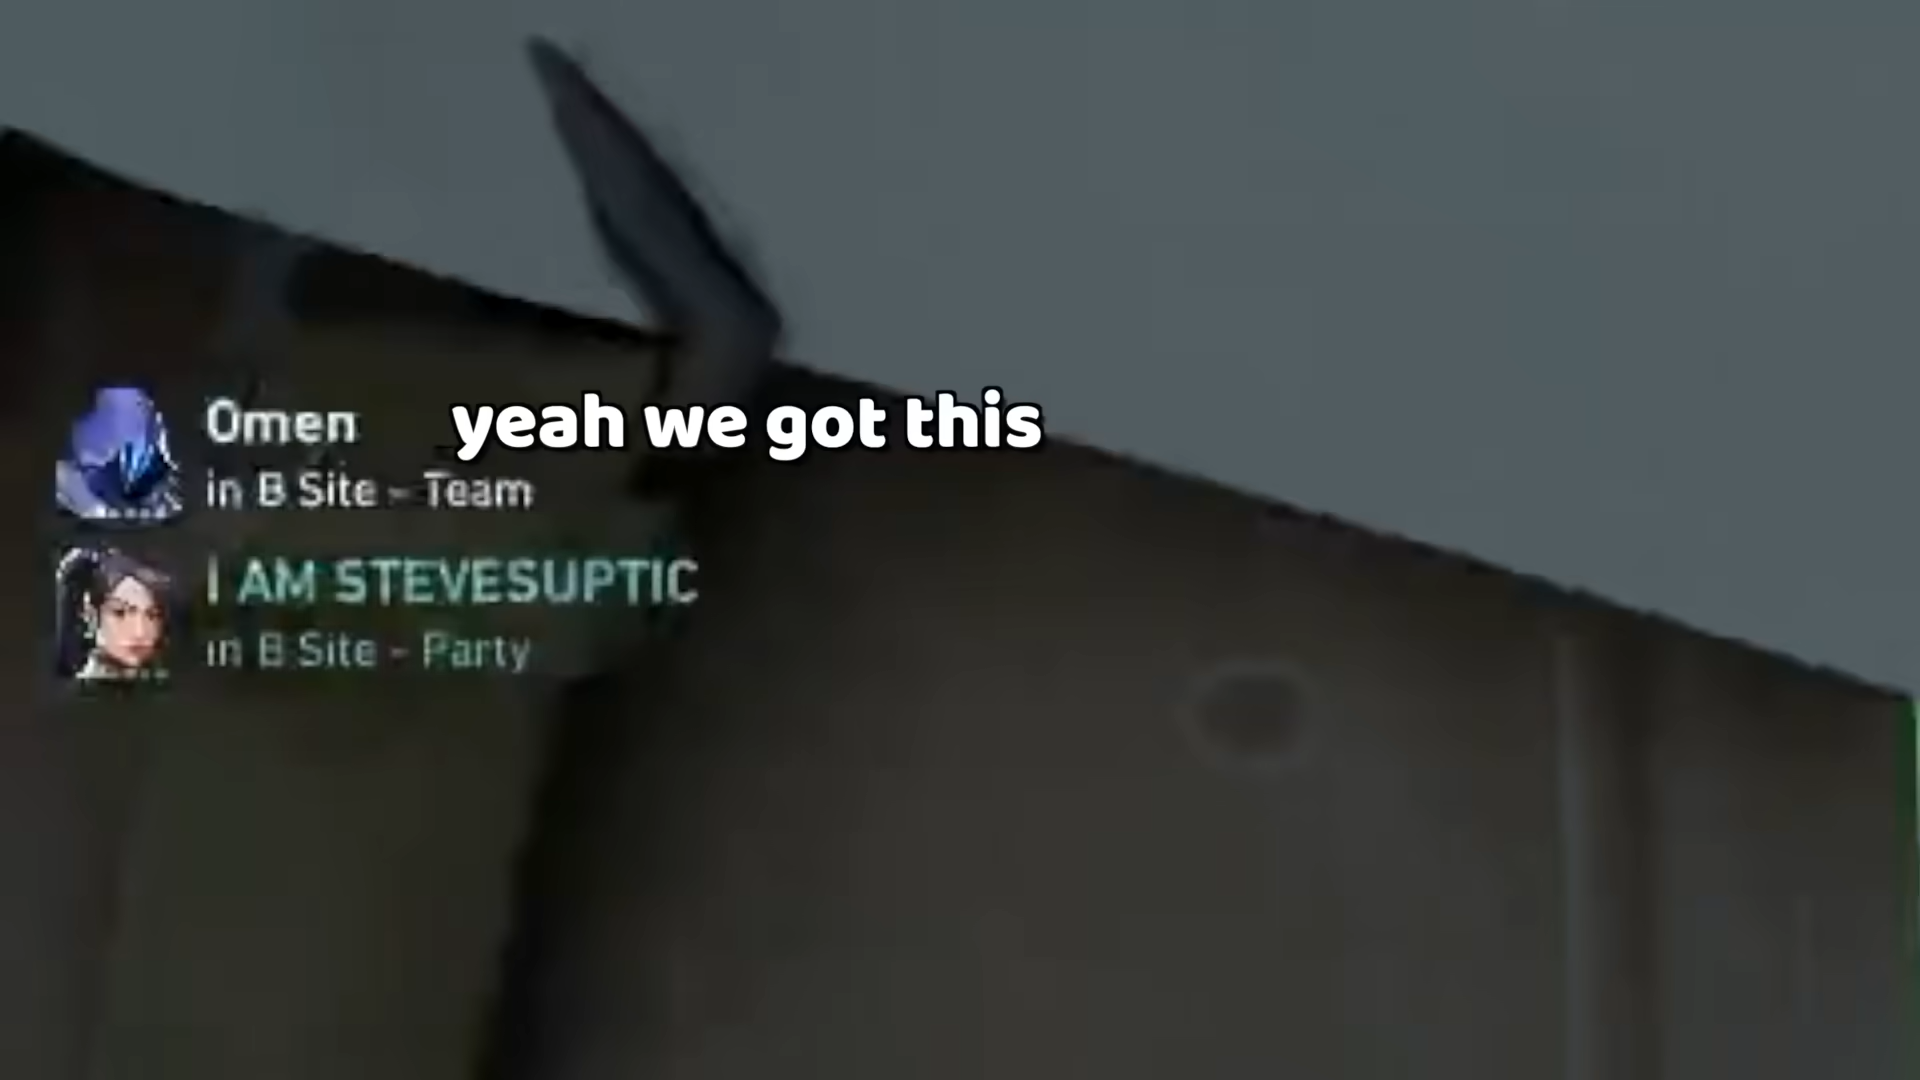 Omen
yeah we got this
in B Site - Team
I AM STEVESUPTIC
in B Site - Party